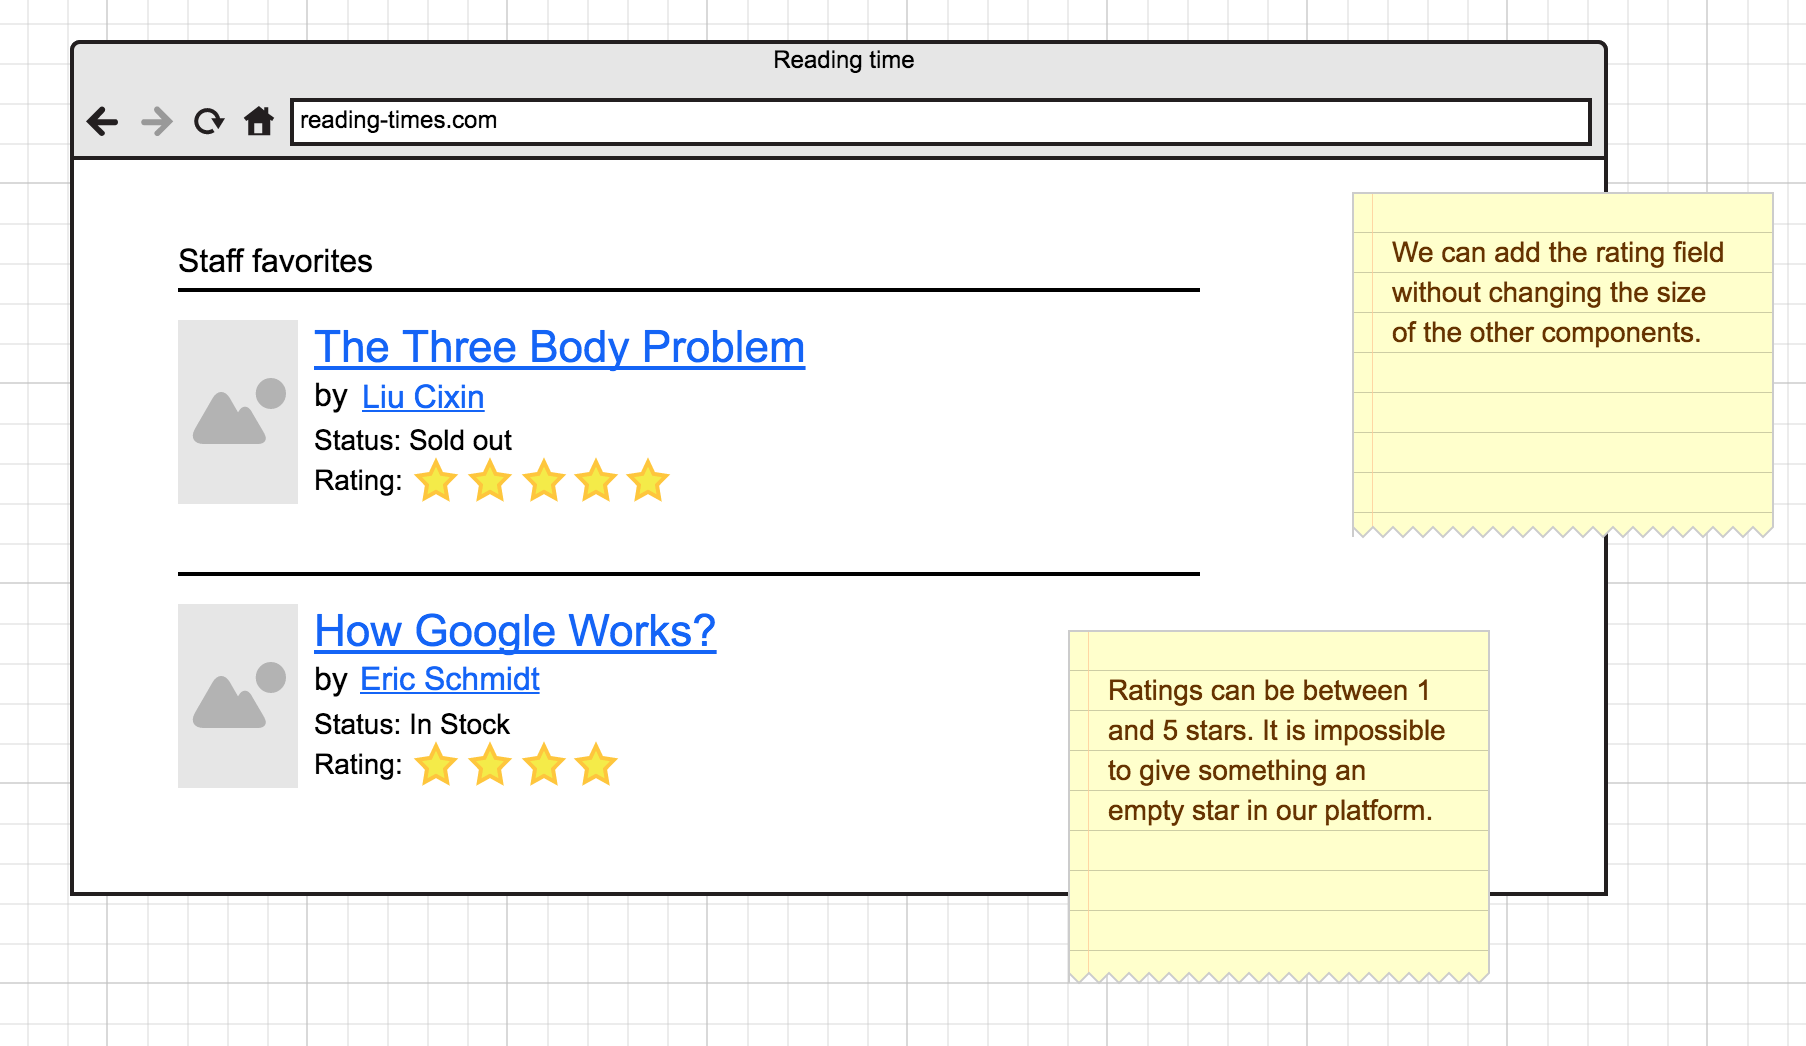 Reading time
reading-times.com
Staff favorites
The Three Body Problem
by Liu Cixin
Status: Sold out
Rating:
How Google Works?
by Eric Schmidt
Status: In Stock
Rating:
We can add the rating field
without changing the size
of the other components.
Ratings can be between 1
and 5 stars. It is impossible
to give something an
empty star in our platform.